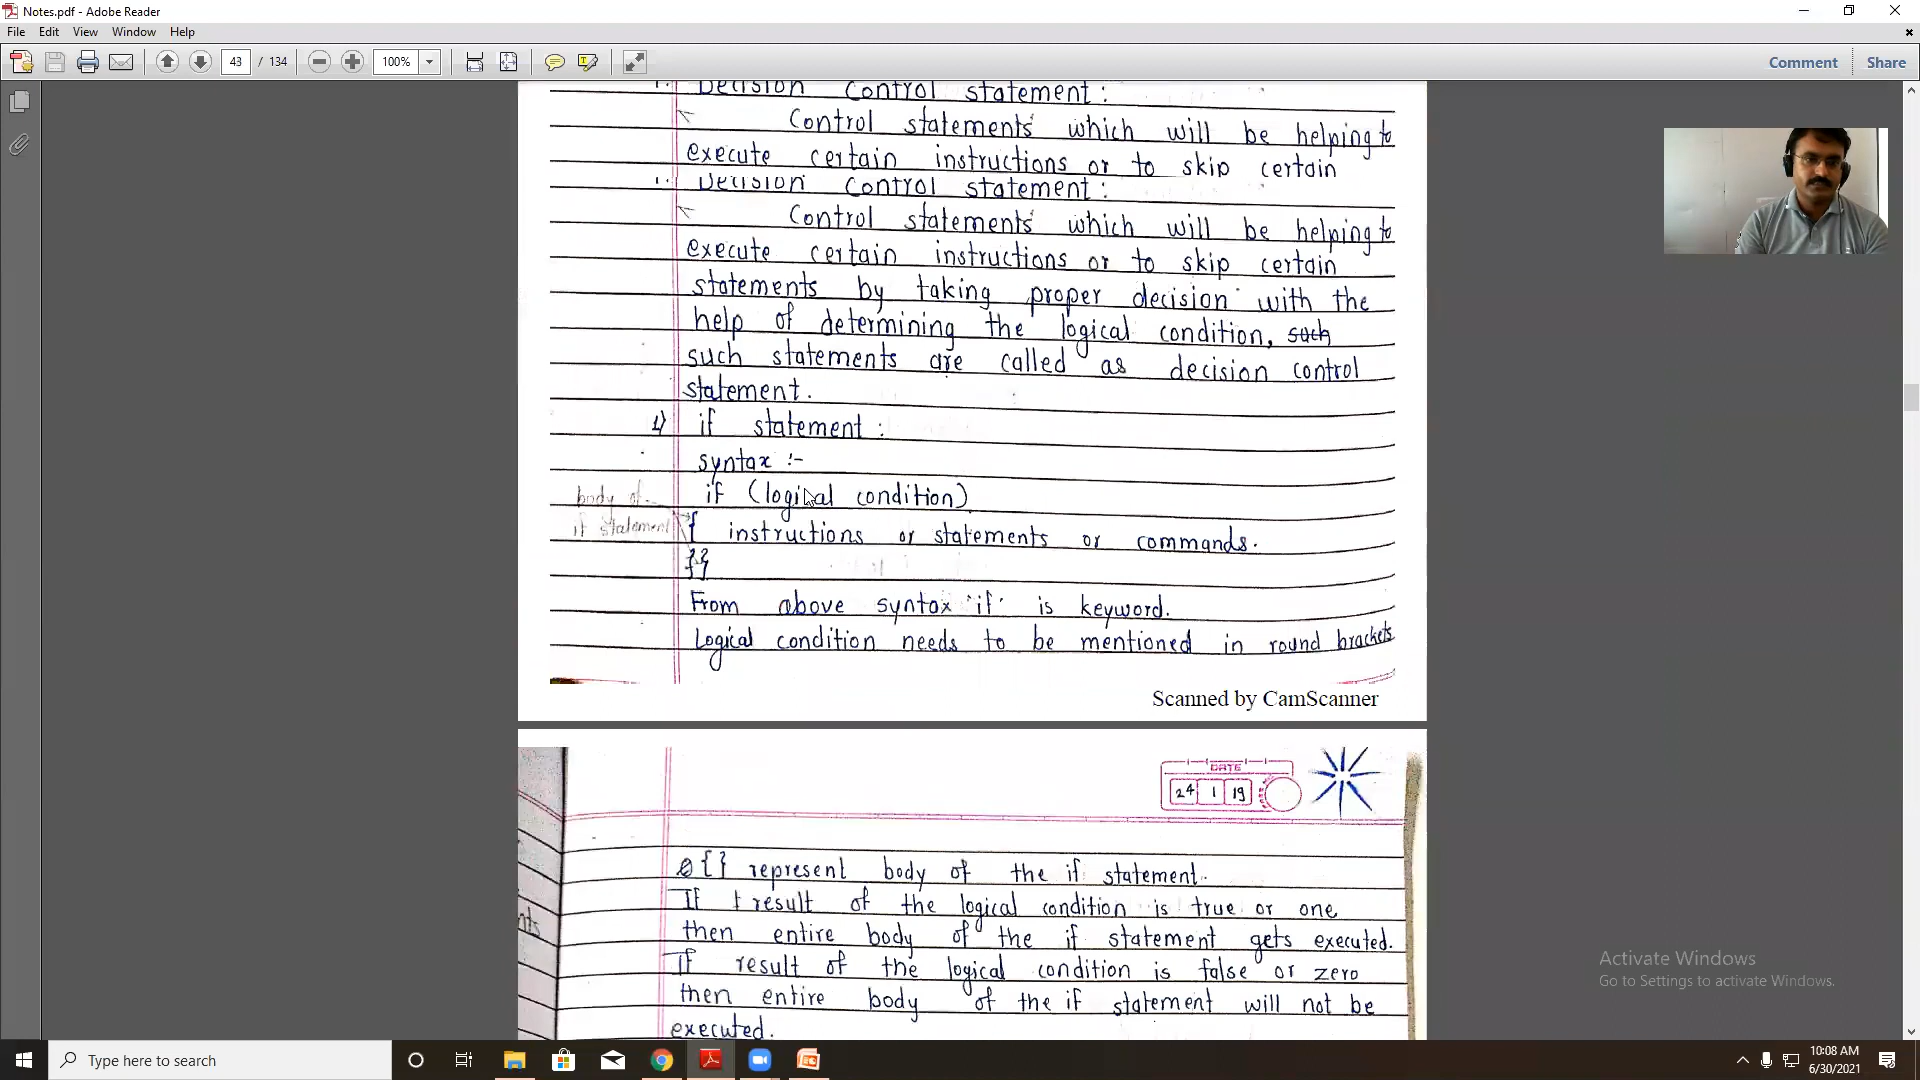 Notes.pdf - Adobe Reader
File Edit View Window Help
43 / 134 100% Comment Share
1. Decision Control statement :
Control statements which will be helping to
execute certain instructions or to skip certain
1. Decision Control statement :
Control statements which will be helping to
execute certain instructions or to skip certain
statements by taking proper decision with the
help of determining the logical condition, such
such statements are called as decision control
statement.
1) if statement :
syntax :-
if (logical condition)
body of
if statement
{ instructions or statements or commands.
}
From above syntax 'if' is keyword.
Logical condition needs to be mentioned in round brackets
Scanned by CamScanner
DATE
24 1 19
{ } represent body of the if statement.
If result of the logical condition is true or one
then entire body of the if statement gets executed.
If result of the logical condition is false or zero
then entire body of the if statement will not be
executed.
Activate Windows
Go to Settings to activate Windows.
Type here to search
10:08 AM
6/30/2021